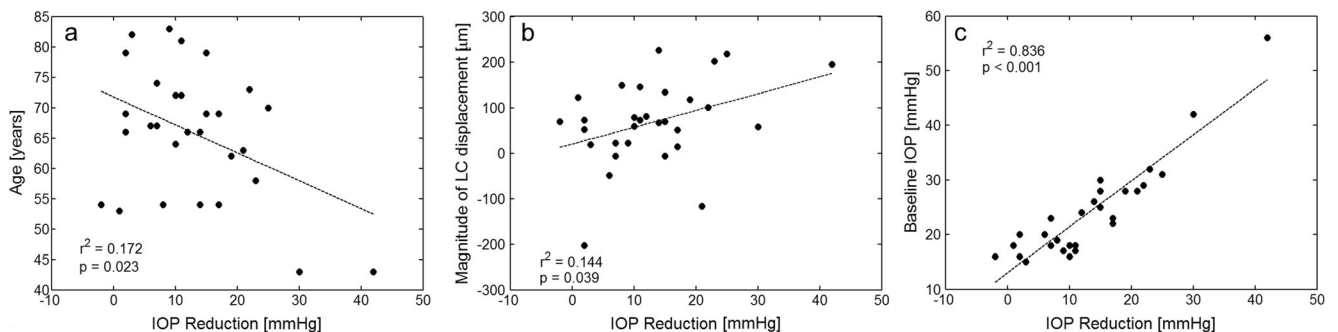 a
85
80
75
70
65
60
55
50
45
40
Age [years]
r² = 0.172
p = 0.023
-10 0 10 20 30 40 50
IOP Reduction [mmHg]
b
300
200
100
0
-100
-200
-300
Magnitude of LC displacement [μm]
r² = 0.144
p = 0.039
-10 0 10 20 30 40 50
IOP Reduction [mmHg]
c
60
50
40
30
20
10
Baseline IOP [mmHg]
r² = 0.836
p < 0.001
-10 0 10 20 30 40 50
IOP Reduction [mmHg]